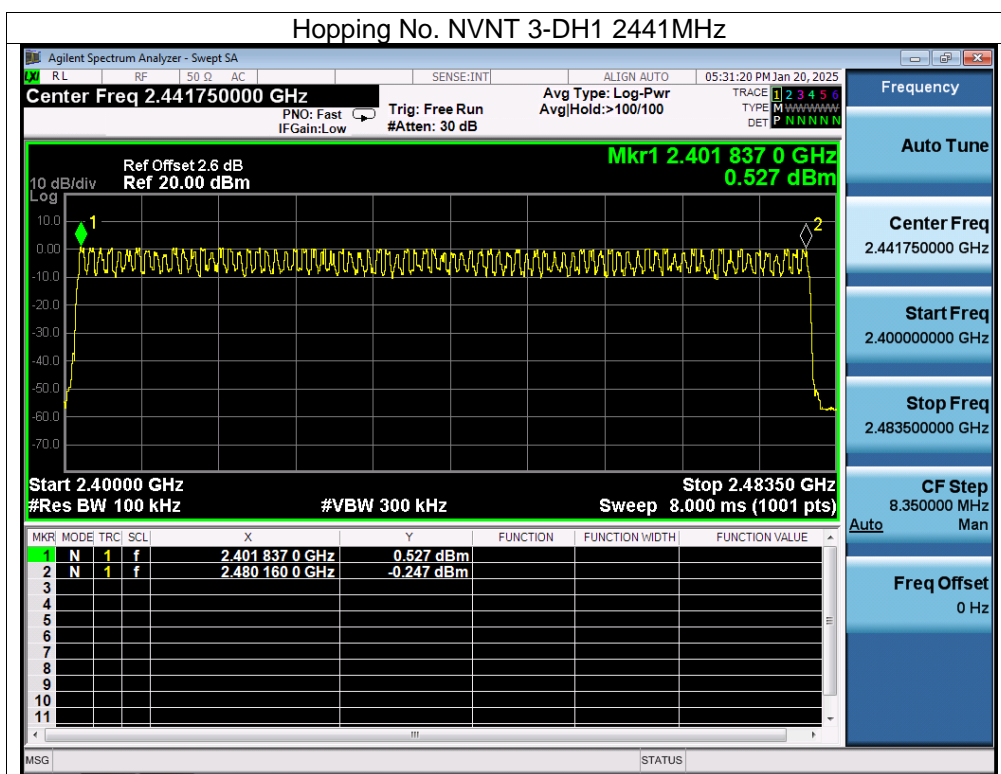 Hopping No. NVNT 3-DH1 2441MHz
Agilent Spectrum Analyzer - Swept SA
LXI RL RF 50 Ω AC SENSE:INT ALIGN AUTO 05:31:20 PM Jan 20, 2025
Center Freq 2.441750000 GHz
PNO: Fast
IFGain:Low
Trig: Free Run
#Atten: 30 dB
Avg Type: Log-Pwr
Avg|Hold:>100/100
TRACE 1 2 3 4 5 6
TYPE M WWWWW
DET P N N N N N
Frequency
Auto Tune
Center Freq
2.441750000 GHz
Start Freq
2.400000000 GHz
Stop Freq
2.483500000 GHz
CF Step
8.350000 MHz
Auto Man
Freq Offset
0 Hz
Mkr1 2.401 837 0 GHz
0.527 dBm
Ref Offset 2.6 dB
10 dB/div Ref 20.00 dBm
Log
10.0
0.00
-10.0
-20.0
-30.0
-40.0
-50.0
-60.0
-70.0
1
2
Start 2.40000 GHz Stop 2.48350 GHz
#Res BW 100 kHz #VBW 300 kHz Sweep 8.000 ms (1001 pts)
MKR MODE TRC SCL X Y FUNCTION FUNCTION WIDTH FUNCTION VALUE
1 N 1 f 2.401 837 0 GHz 0.527 dBm
2 N 1 f 2.480 160 0 GHz -0.247 dBm
3
4
5
6
7
8
9
10
11
MSG STATUS